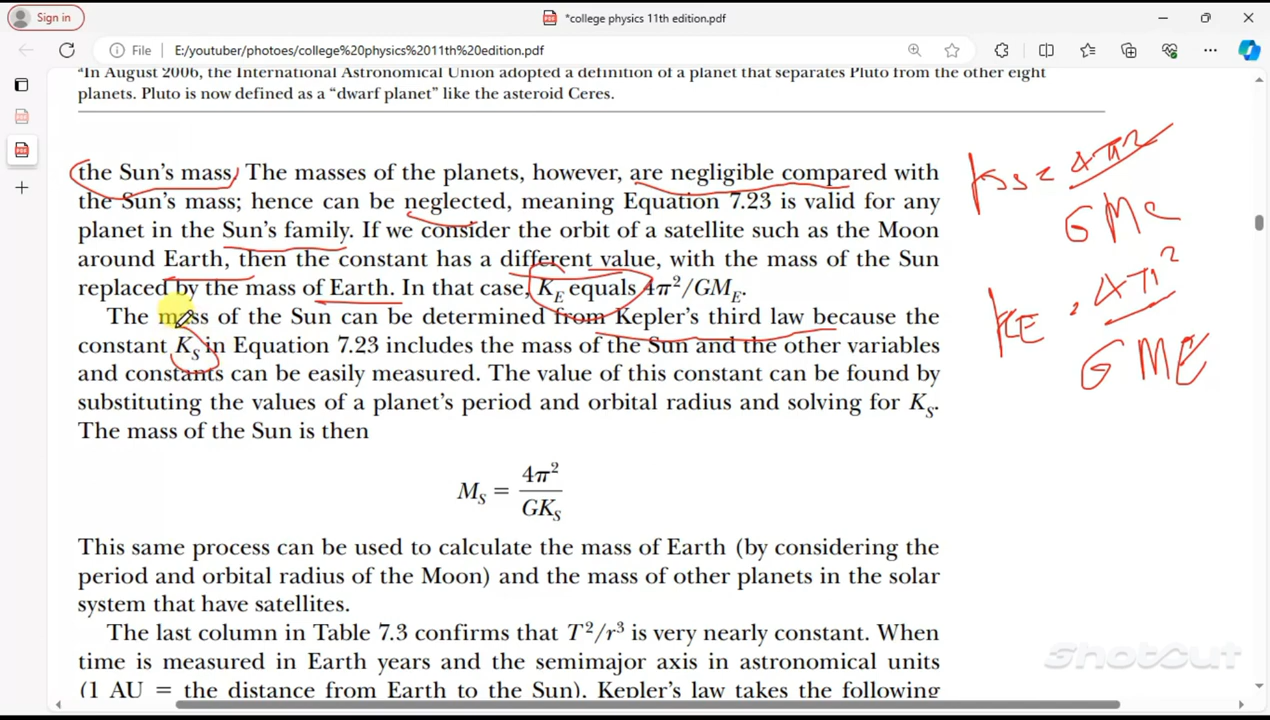 Sign in
*college physics 11th edition.pdf
File
E:/youtuber/photoes/college%20physics%2011th%20edition.pdf
ᵃIn August 2006, the International Astronomical Union adopted a definition of a planet that separates Pluto from the other eight
planets. Pluto is now defined as a “dwarf planet” like the asteroid Ceres.
the Sun’s mass. The masses of the planets, however, are negligible compared with
the Sun’s mass; hence can be neglected, meaning Equation 7.23 is valid for any
planet in the Sun’s family. If we consider the orbit of a satellite such as the Moon
around Earth, then the constant has a different value, with the mass of the Sun
replaced by the mass of Earth. In that case, K_E equals 4π²/GM_E.
The mass of the Sun can be determined from Kepler’s third law because the
constant K_S in Equation 7.23 includes the mass of the Sun and the other variables
and constants can be easily measured. The value of this constant can be found by
substituting the values of a planet’s period and orbital radius and solving for K_S.
The mass of the Sun is then
M_S = 4π² / GK_S
This same process can be used to calculate the mass of Earth (by considering the
period and orbital radius of the Moon) and the mass of other planets in the solar
system that have satellites.
The last column in Table 7.3 confirms that T²/r³ is very nearly constant. When
time is measured in Earth years and the semimajor axis in astronomical units
(1 AU = the distance from Earth to the Sun), Kepler’s law takes the following
4π2
GM
KE
4π²
GME
Shotcut